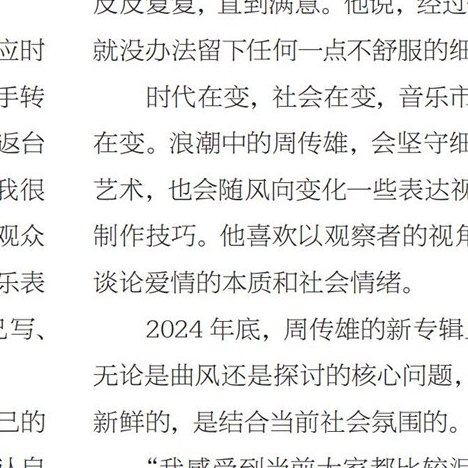 应时
手转
返台
我很
观众
乐表
己写、
己的
反反复复，直到满意。他说，经过
就没办法留下任何一点不舒服的细
时代在变，社会在变，音乐市
在变。浪潮中的周传雄，会坚守细
艺术，也会随风向变化一些表达视
制作技巧。他喜欢以观察者的视角
谈论爱情的本质和社会情绪。
2024 年底，周传雄的新专辑
无论是曲风还是探讨的核心问题，
新鲜的，是结合当前社会氛围的。
“我感受到当前大家都比较